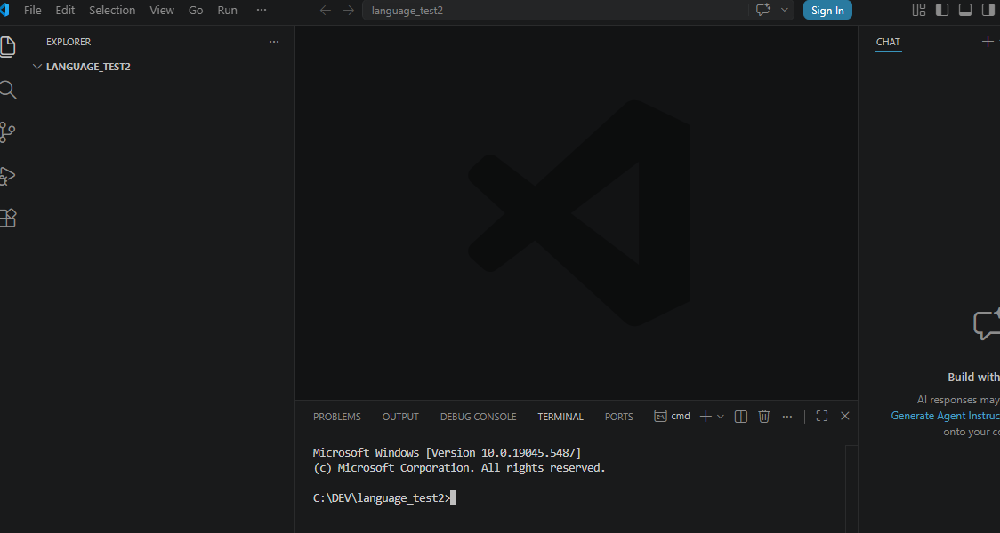 File Edit Selection View Go Run ...
language_test2
Sign In
EXPLORER
LANGUAGE_TEST2
CHAT
Build with
AI responses may
Generate Agent Instruc
onto your co
PROBLEMS OUTPUT DEBUG CONSOLE TERMINAL PORTS cmd
Microsoft Windows [Version 10.0.19045.5487]
(c) Microsoft Corporation. All rights reserved.
C:\DEV\language_test2>